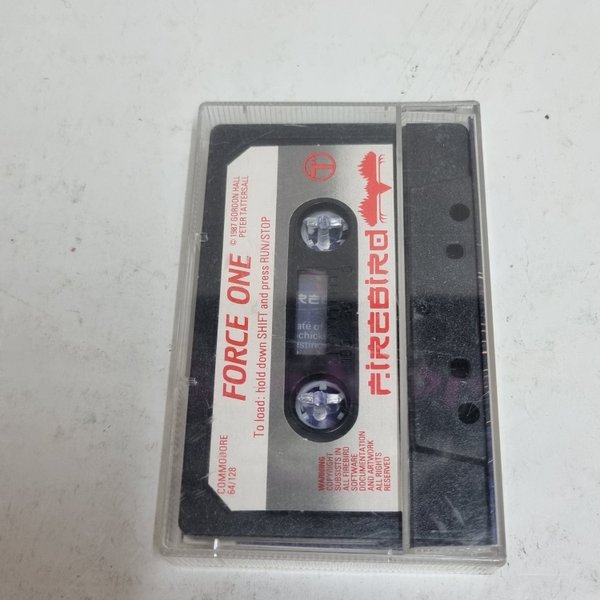 COMMODORE
64/128
FORCE ONE
© 1987 GORDON HALL
PETER TATTERSALL
To load: hold down SHIFT and press RUN/STOP
FIREBIRD
WARNING
COPYRIGHT
SUBSISTS IN
ALL FIREBIRD
SOFTWARE
DOCUMENTATION
AND ARTWORK
ALL RIGHTS
RESERVED